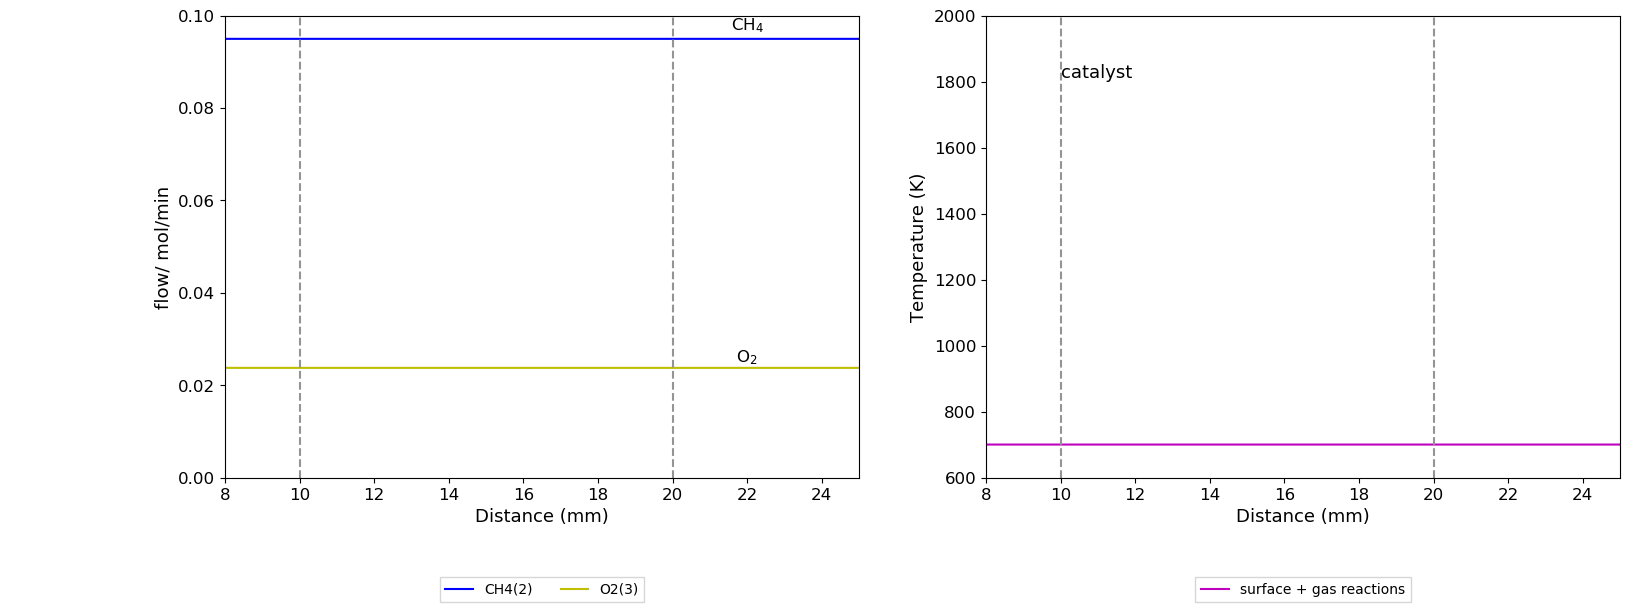 0.10
0.08
0.06
0.04
0.02
0.00
flow/ mol/min
CH₄
O₂
8 10 12 14 16 18 20 22 24
Distance (mm)
CH4(2) O2(3)
2000
1800
1600
1400
1200
1000
800
600
Temperature (K)
catalyst
8 10 12 14 16 18 20 22 24
Distance (mm)
surface + gas reactions